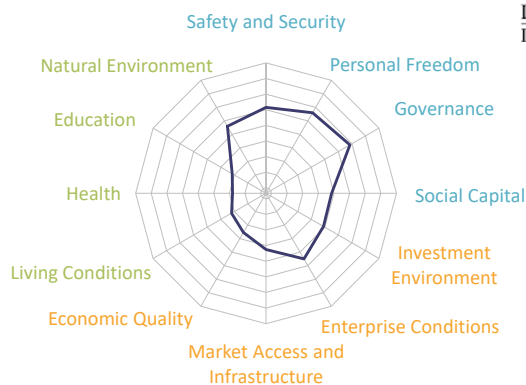 Safety and Security
Personal Freedom
Governance
Social Capital
Investment
Environment
Enterprise Conditions
Market Access and
Infrastructure
Economic Quality
Living Conditions
Health
Education
Natural Environment